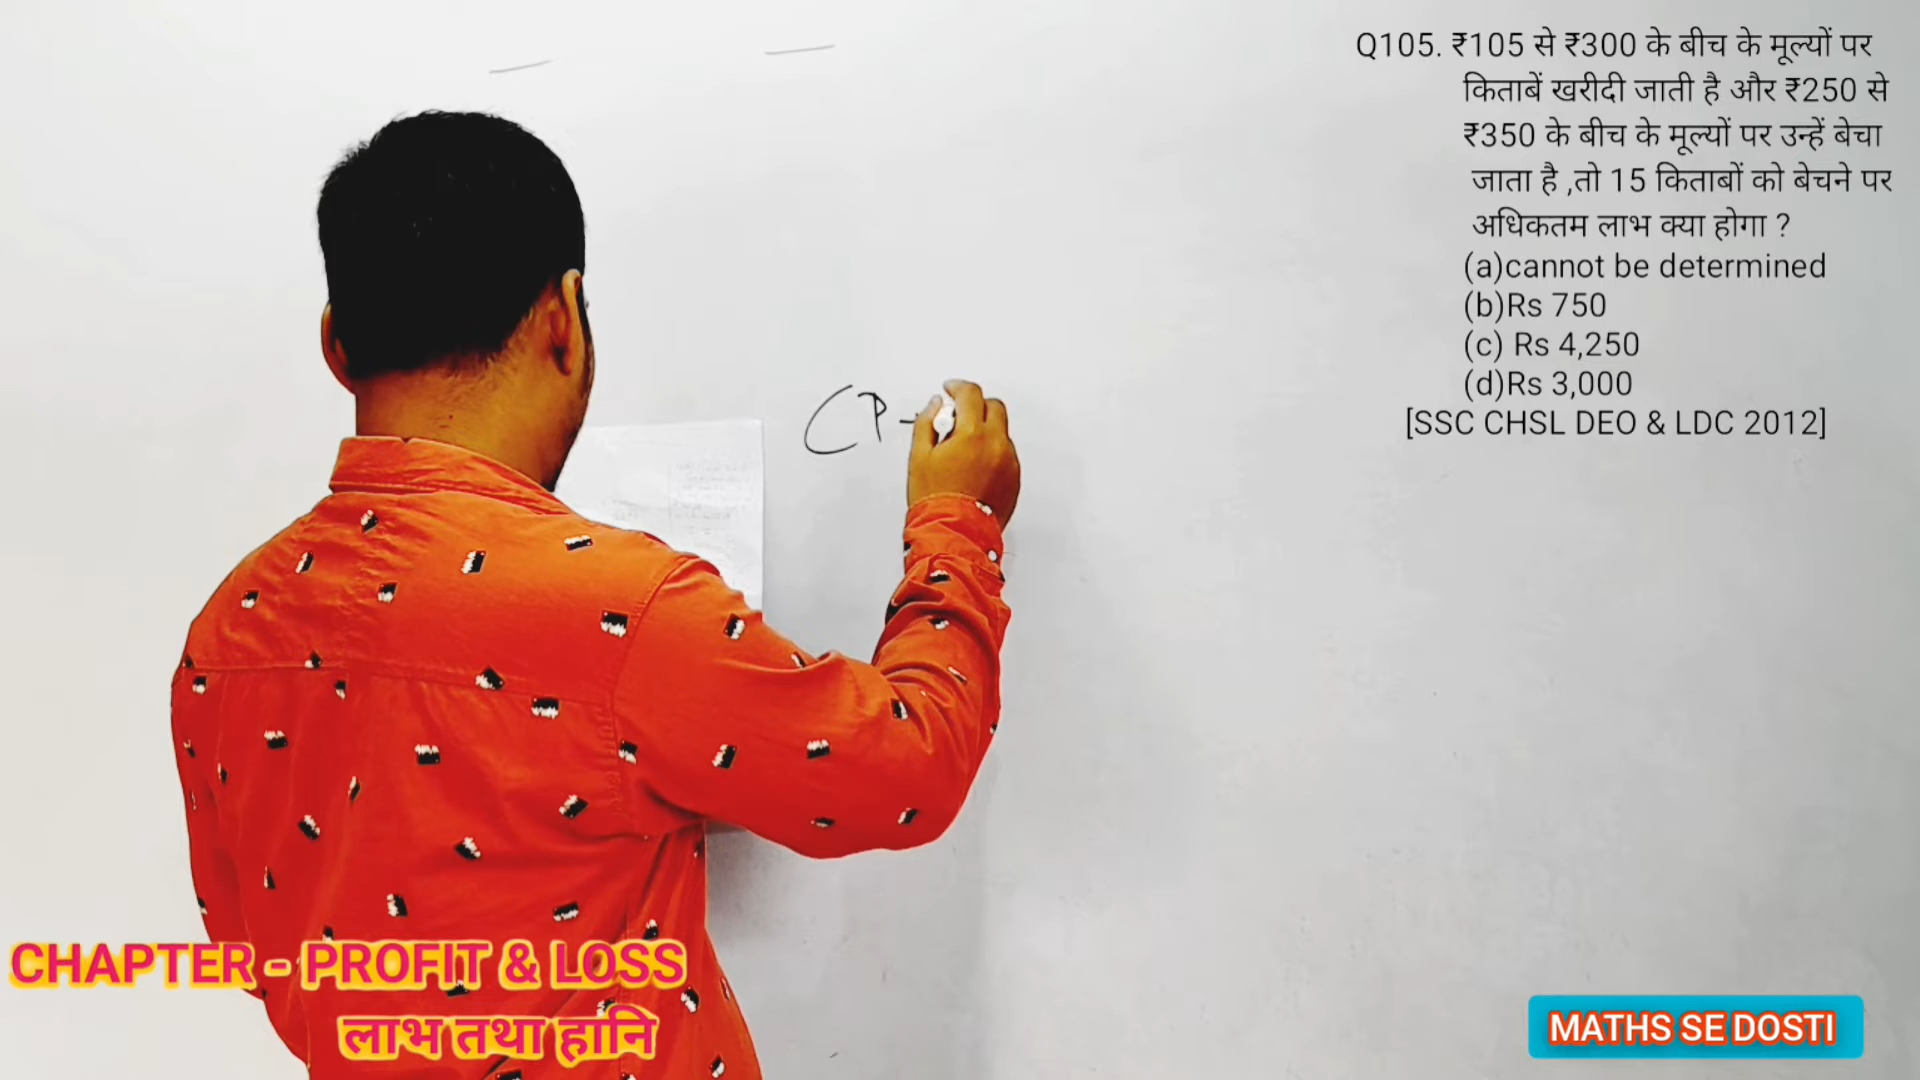 Q105. ₹105 से ₹300 के बीच के मूल्यों पर
किताबें खरीदी जाती है और ₹250 से
₹350 के बीच के मूल्यों पर उन्हें बेचा
जाता है ,तो 15 किताबों को बेचने पर
अधिकतम लाभ क्या होगा ?
(a)cannot be determined
(b)Rs 750
(c) Rs 4,250
(d)Rs 3,000
[SSC CHSL DEO & LDC 2012]
CP -
CHAPTER - PROFIT & LOSS
लाभ तथा हानि
MATHS SE DOSTI